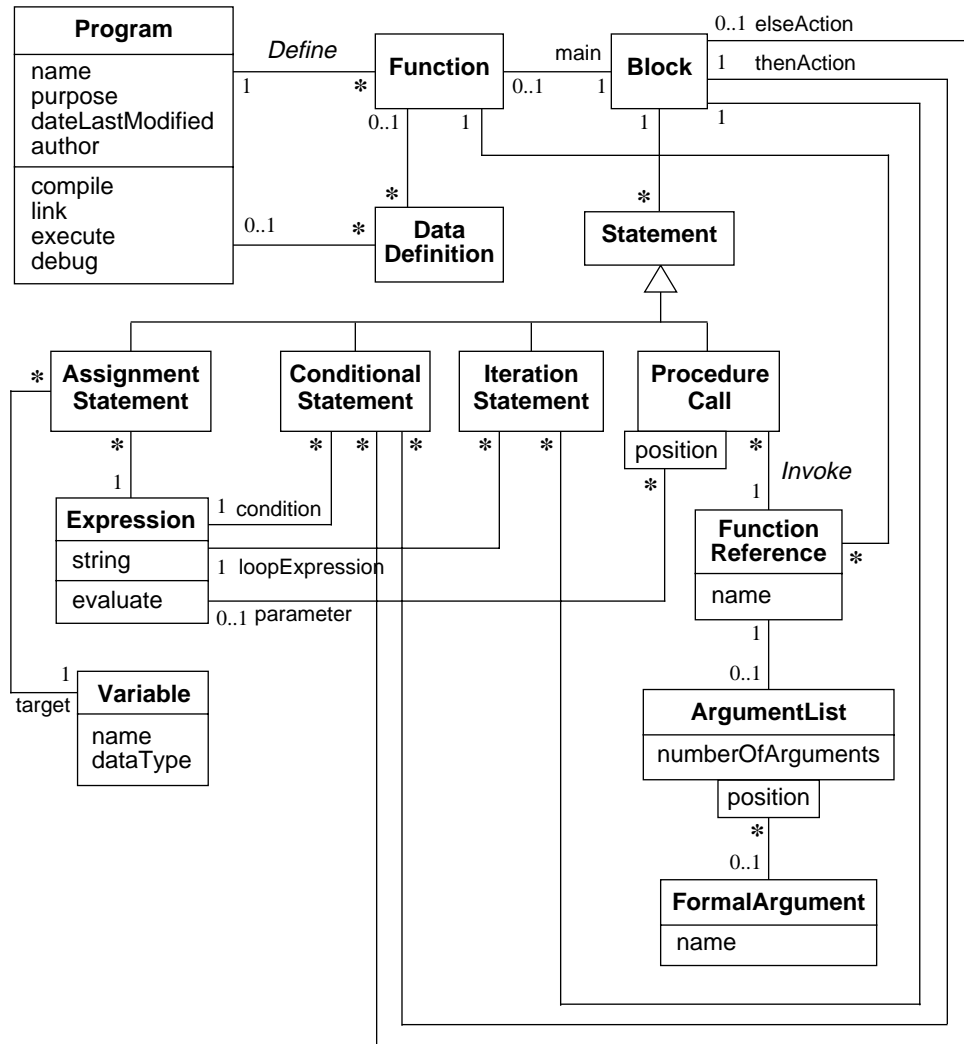 Program
name
purpose
dateLastModified
author
compile
link
execute
debug
Define
1
*
Function
0..1
main
1
Block
0..1 elseAction
1 thenAction
1
0..1
1
1
*
0..1
*
Data
Definition
*
Statement
*
Assignment
Statement
*
Conditional
Statement
* * *
Iteration
Statement
* *
Procedure
Call
position
*
*
Invoke
1
1
Expression
string
evaluate
1 condition
1 loopExpression
0..1 parameter
Function
Reference
name
*
1
0..1
1
target
Variable
name
dataType
ArgumentList
numberOfArguments
position
*
0..1
FormalArgument
name